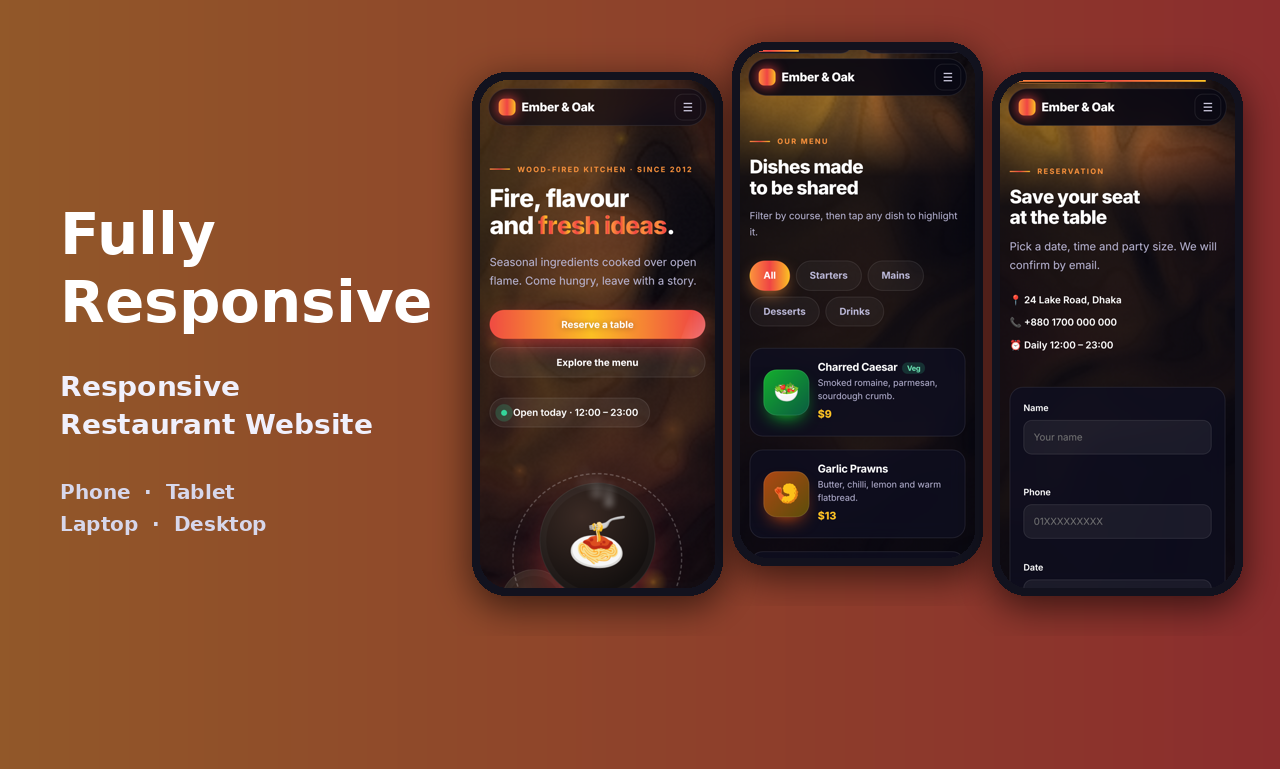 Fully
Responsive
Responsive
Restaurant Website
Phone · Tablet
Laptop · Desktop
Ember & Oak
☰
WOOD-FIRED KITCHEN · SINCE 2012
Fire, flavour
and fresh ideas.
Seasonal ingredients cooked over open
flame. Come hungry, leave with a story.
Reserve a table
Explore the menu
Open today · 12:00 – 23:00
Ember & Oak
☰
OUR MENU
Dishes made
to be shared
Filter by course, then tap any dish to highlight
it.
All Starters Mains
Desserts Drinks
Charred Caesar Veg
Smoked romaine, parmesan,
sourdough crumb.
$9
Garlic Prawns
Butter, chilli, lemon and warm
flatbread.
$13
Ember & Oak
☰
RESERVATION
Save your seat
at the table
Pick a date, time and party size. We will
confirm by email.
📍 24 Lake Road, Dhaka
📞 +880 1700 000 000
⏰ Daily 12:00 – 23:00
Name
Your name
Phone
01XXXXXXXXX
Date